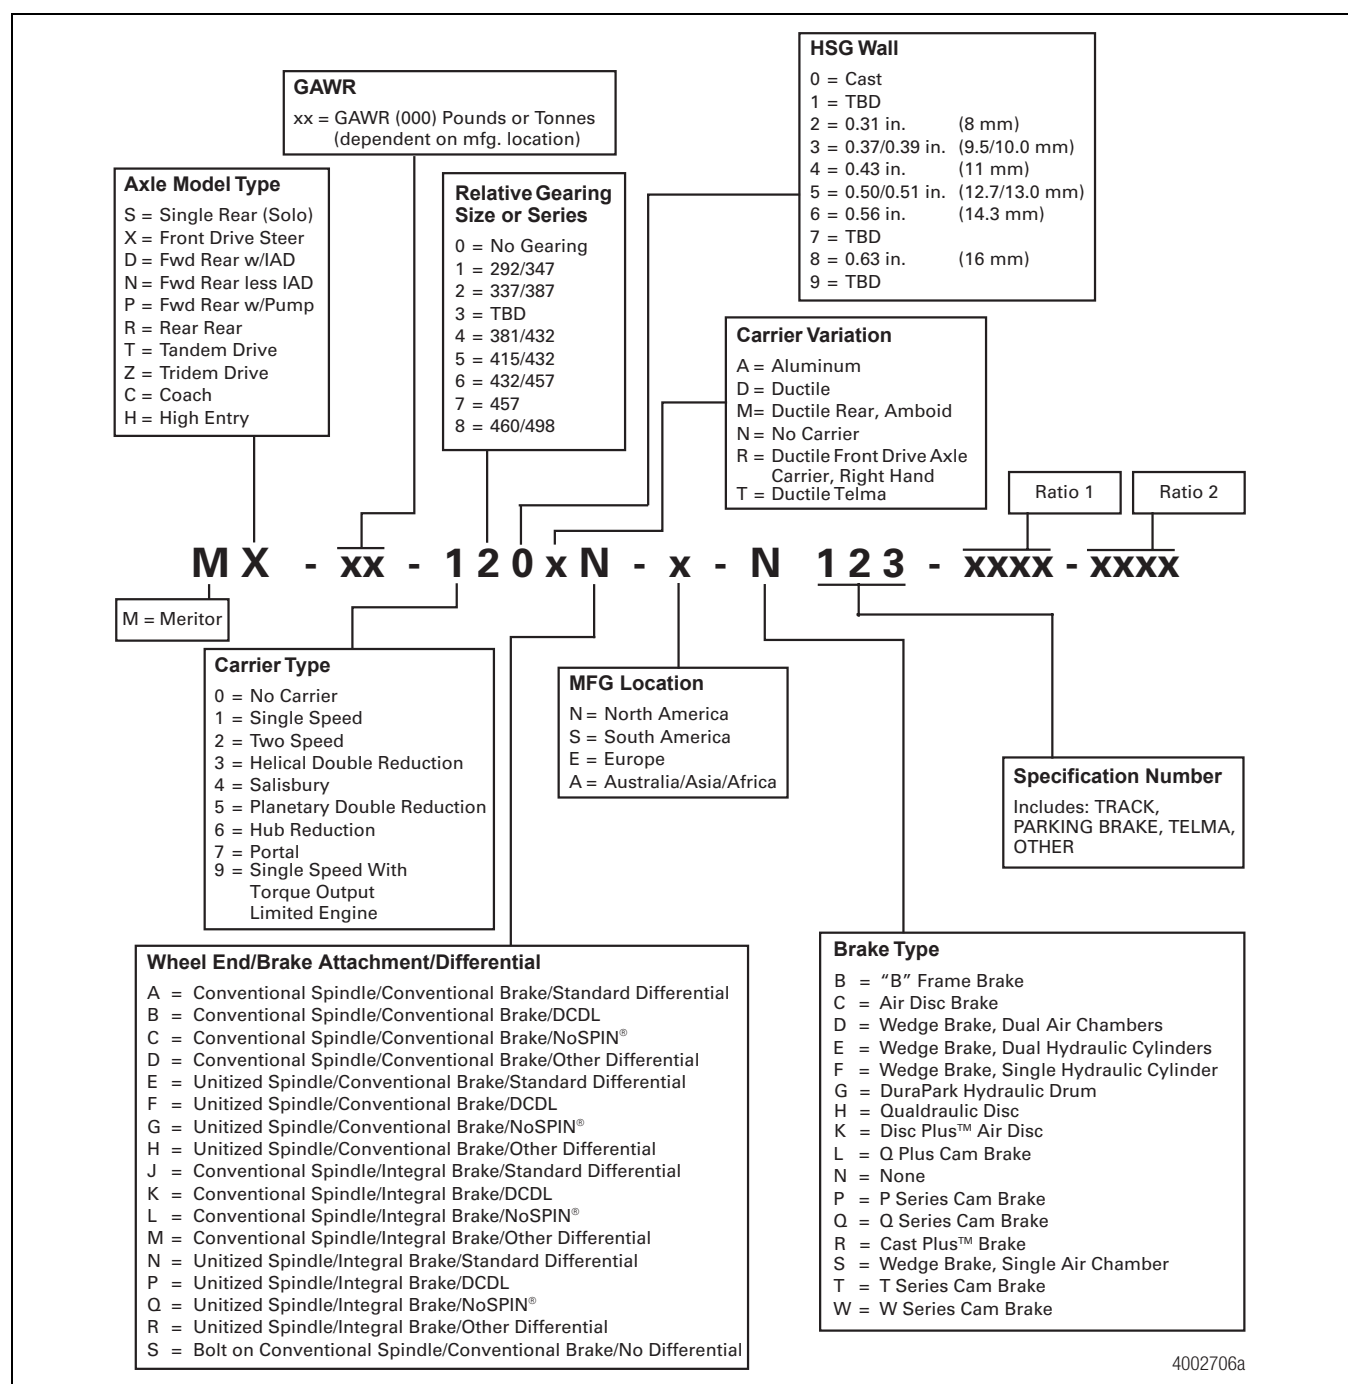 HSG Wall
0 = Cast
1 = TBD
2 = 0.31 in. (8 mm)
3 = 0.37/0.39 in. (9.5/10.0 mm)
4 = 0.43 in. (11 mm)
5 = 0.50/0.51 in. (12.7/13.0 mm)
6 = 0.56 in. (14.3 mm)
7 = TBD
8 = 0.63 in. (16 mm)
9 = TBD
GAWR
xx = GAWR (000) Pounds or Tonnes
(dependent on mfg. location)
Axle Model Type
S = Single Rear (Solo)
X = Front Drive Steer
D = Fwd Rear w/IAD
N = Fwd Rear less IAD
P = Fwd Rear w/Pump
R = Rear Rear
T = Tandem Drive
Z = Tridem Drive
C = Coach
H = High Entry
Relative Gearing
Size or Series
0 = No Gearing
1 = 292/347
2 = 337/387
3 = TBD
4 = 381/432
5 = 415/432
6 = 432/457
7 = 457
8 = 460/498
Carrier Variation
A = Aluminum
D = Ductile
M= Ductile Rear, Amboid
N = No Carrier
R = Ductile Front Drive Axle
Carrier, Right Hand
T = Ductile Telma
Ratio 1
Ratio 2
M X - xx - 1 2 0 x N - x - N 1 2 3 - xxxx - xxxx
M = Meritor
Carrier Type
0 = No Carrier
1 = Single Speed
2 = Two Speed
3 = Helical Double Reduction
4 = Salisbury
5 = Planetary Double Reduction
6 = Hub Reduction
7 = Portal
9 = Single Speed With
Torque Output
Limited Engine
MFG Location
N = North America
S = South America
E = Europe
A = Australia/Asia/Africa
Specification Number
Includes: TRACK,
PARKING BRAKE, TELMA,
OTHER
Wheel End/Brake Attachment/Differential
A = Conventional Spindle/Conventional Brake/Standard Differential
B = Conventional Spindle/Conventional Brake/DCDL
C = Conventional Spindle/Conventional Brake/NoSPIN®
D = Conventional Spindle/Conventional Brake/Other Differential
E = Unitized Spindle/Conventional Brake/Standard Differential
F = Unitized Spindle/Conventional Brake/DCDL
G = Unitized Spindle/Conventional Brake/NoSPIN®
H = Unitized Spindle/Conventional Brake/Other Differential
J = Conventional Spindle/Integral Brake/Standard Differential
K = Conventional Spindle/Integral Brake/DCDL
L = Conventional Spindle/Integral Brake/NoSPIN®
M = Conventional Spindle/Integral Brake/Other Differential
N = Unitized Spindle/Integral Brake/Standard Differential
P = Unitized Spindle/Integral Brake/DCDL
Q = Unitized Spindle/Integral Brake/NoSPIN®
R = Unitized Spindle/Integral Brake/Other Differential
S = Bolt on Conventional Spindle/Conventional Brake/No Differential
Brake Type
B = “B” Frame Brake
C = Air Disc Brake
D = Wedge Brake, Dual Air Chambers
E = Wedge Brake, Dual Hydraulic Cylinders
F = Wedge Brake, Single Hydraulic Cylinder
G = DuraPark Hydraulic Drum
H = Qualdraulic Disc
K = Disc Plus™ Air Disc
L = Q Plus Cam Brake
N = None
P = P Series Cam Brake
Q = Q Series Cam Brake
R = Cast Plus™ Brake
S = Wedge Brake, Single Air Chamber
T = T Series Cam Brake
W = W Series Cam Brake
4002706a